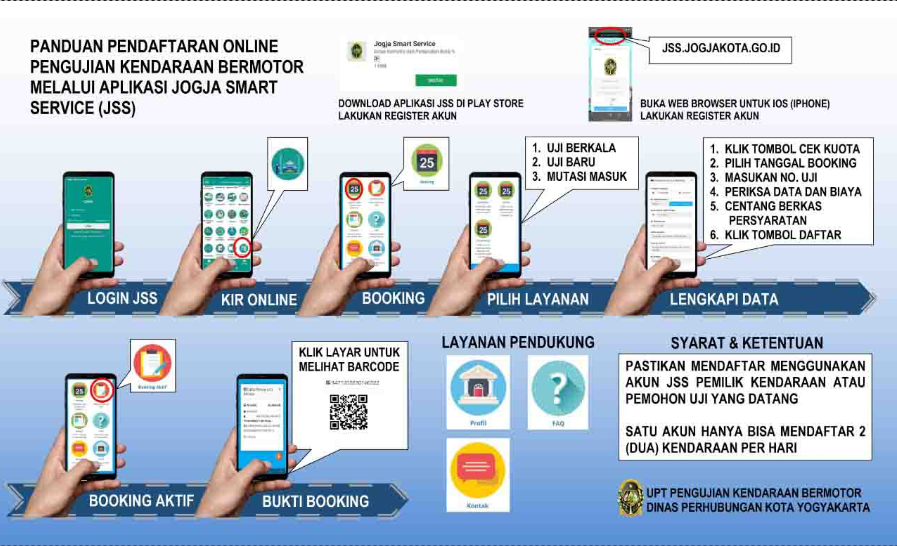 PANDUAN PENDAFTARAN ONLINE
PENGUJIAN KENDARAAN BERMOTOR
MELALUI APLIKASI JOGJA SMART
SERVICE (JSS)
Jogja Smart Service
DOWNLOAD APLIKASI JSS DI PLAY STORE
LAKUKAN REGISTER AKUN
JSS.JOGJAKOTA.GO.ID
BUKA WEB BROWSER UNTUK IOS (IPHONE)
LAKUKAN REGISTER AKUN
LOGIN JSS
KIR ONLINE
25
Booking
25
BOOKING
1. UJI BERKALA
2. UJI BARU
3. MUTASI MASUK
25
25
25
PILIH LAYANAN
1. KLIK TOMBOL CEK KUOTA
2. PILIH TANGGAL BOOKING
3. MASUKAN NO. UJI
4. PERIKSA DATA DAN BIAYA
5. CENTANG BERKAS
PERSYARATAN
6. KLIK TOMBOL DAFTAR
LENGKAPI DATA
25
Booking Aktif
BOOKING AKTIF
KLIK LAYAR UNTUK
MELIHAT BARCODE
BUKTI BOOKING
LAYANAN PENDUKUNG
Profil
FAQ
Kontak
SYARAT & KETENTUAN
PASTIKAN MENDAFTAR MENGGUNAKAN
AKUN JSS PEMILIK KENDARAAN ATAU
PEMOHON UJI YANG DATANG
SATU AKUN HANYA BISA MENDAFTAR 2
(DUA) KENDARAAN PER HARI
UPT PENGUJIAN KENDARAAN BERMOTOR
DINAS PERHUBUNGAN KOTA YOGYAKARTA